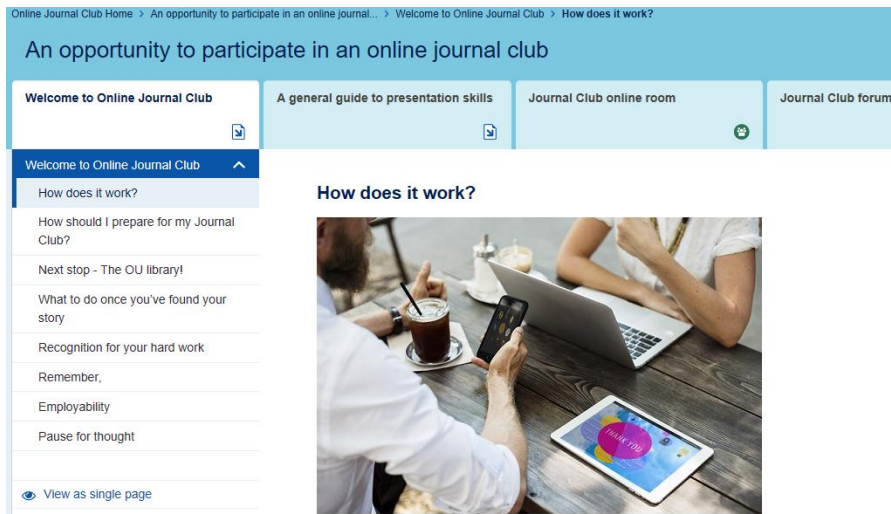 Online Journal Club Home > An opportunity to participate in an online journal... > Welcome to Online Journal Club > How does it work?
An opportunity to participate in an online journal club
Welcome to Online Journal Club
A general guide to presentation skills
Journal Club online room
Journal Club forum
Welcome to Online Journal Club
How does it work?
How should I prepare for my Journal
Club?
Next stop - The OU library!
What to do once you've found your
story
Recognition for your hard work
Remember,
Employability
Pause for thought
View as single page
How does it work?
THANK YOU